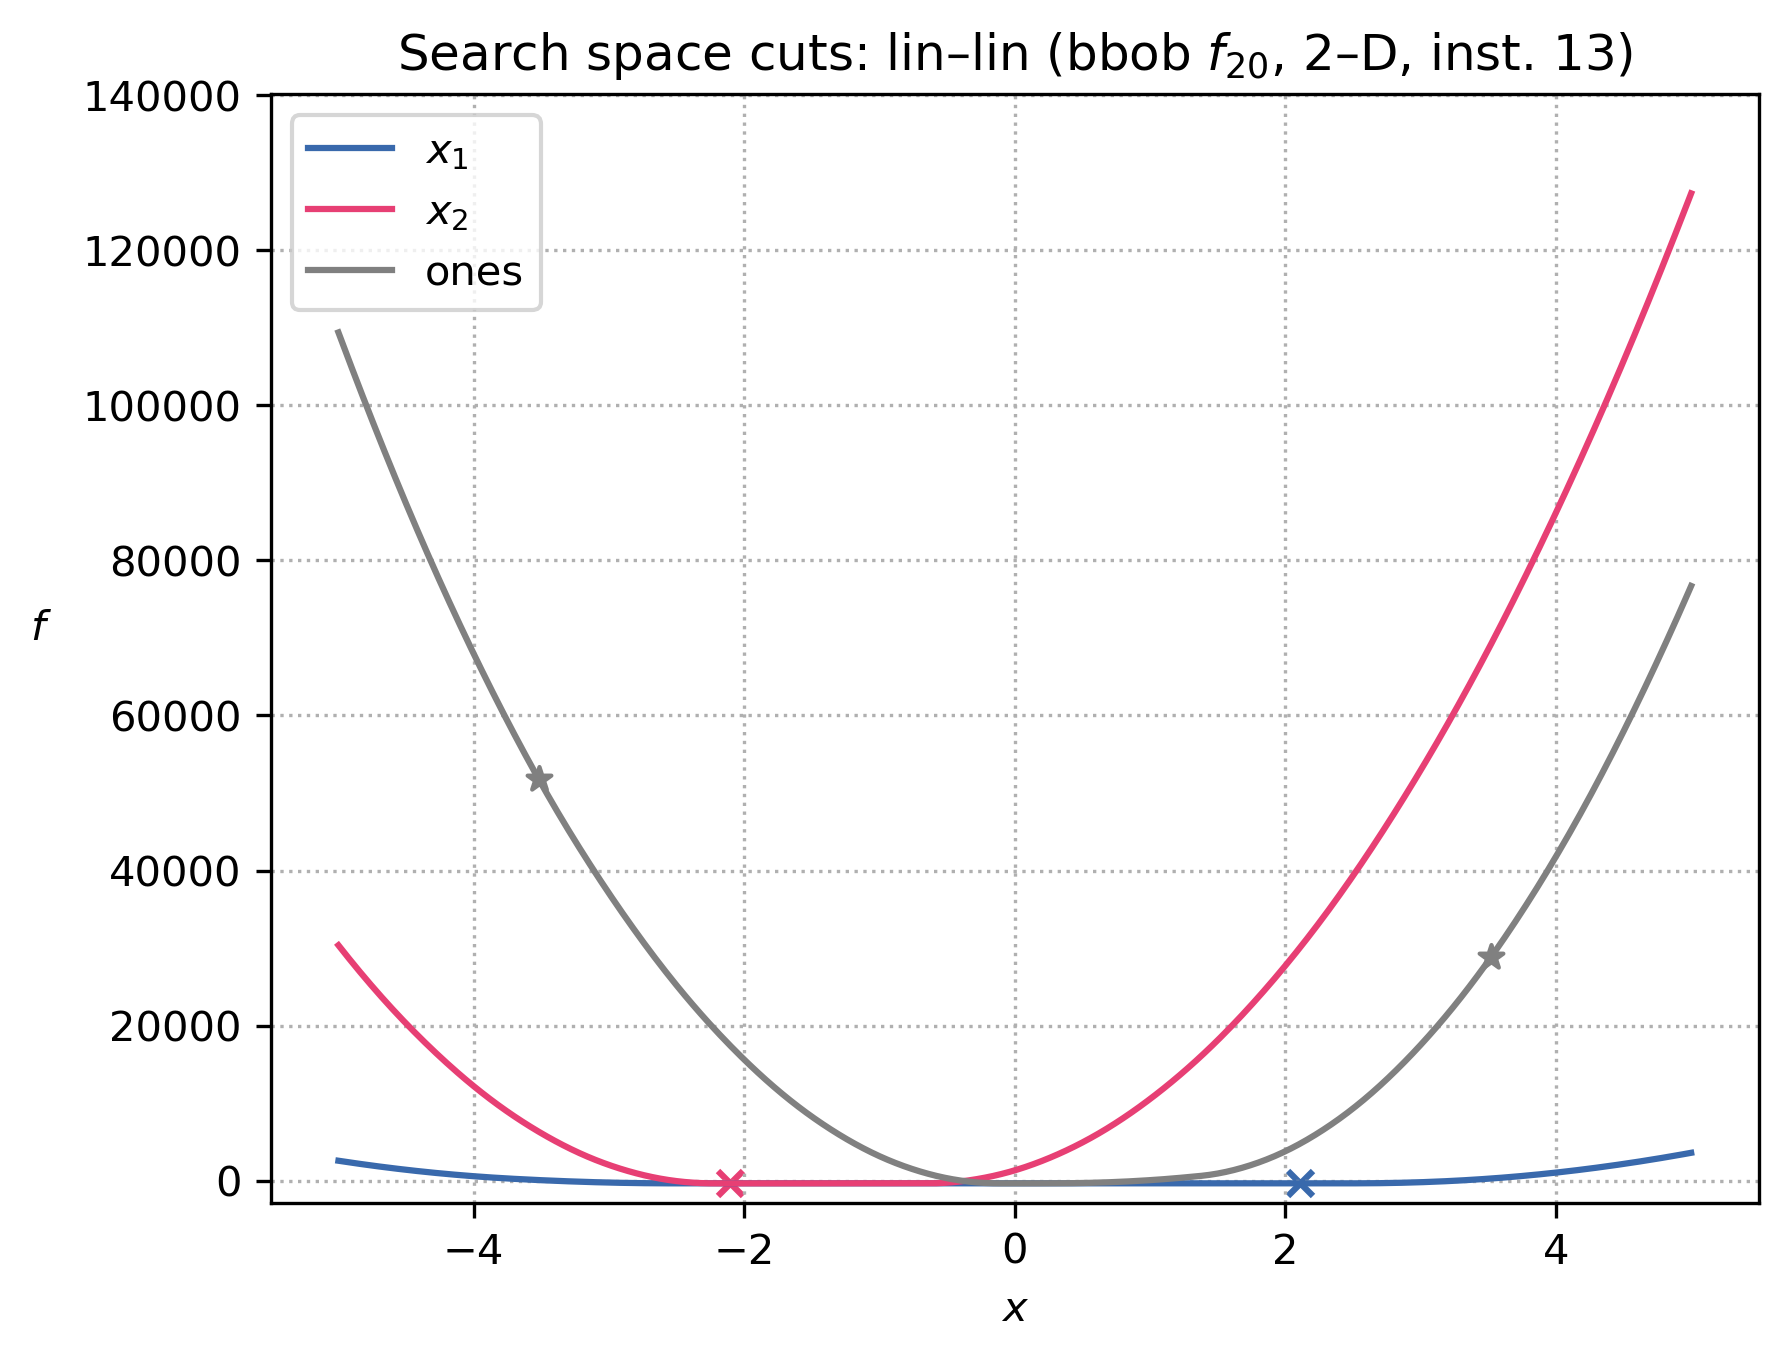 Search space cuts: lin–lin (bbob f₂₀, 2–D, inst. 13)
x₁
x₂
ones
140000
120000
100000
80000
60000
40000
20000
0
f
−4
−2
0
2
4
x